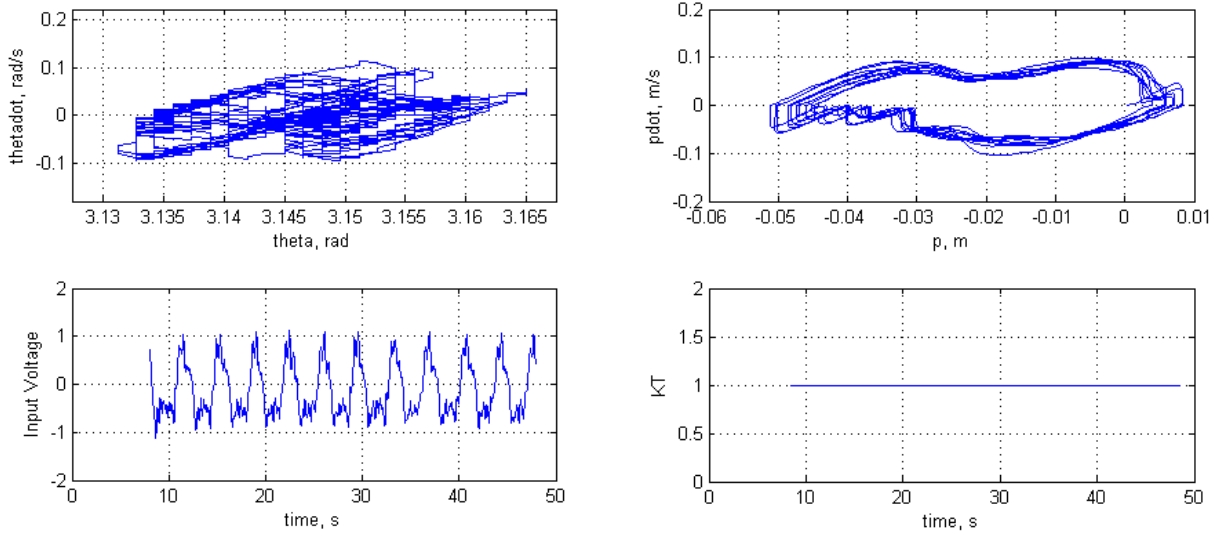 0.2
0.1
0
-0.1
thetadot, rad/s
3.13 3.135 3.14 3.145 3.15 3.155 3.16 3.165
theta, rad
0.2
0.1
0
-0.1
-0.2
pdot, m/s
-0.06 -0.05 -0.04 -0.03 -0.02 -0.01 0 0.01
p, m
2
1
0
-1
-2
Input Voltage
0 10 20 30 40 50
time, s
2
1.5
1
0.5
0
KT
0 10 20 30 40 50
time, s